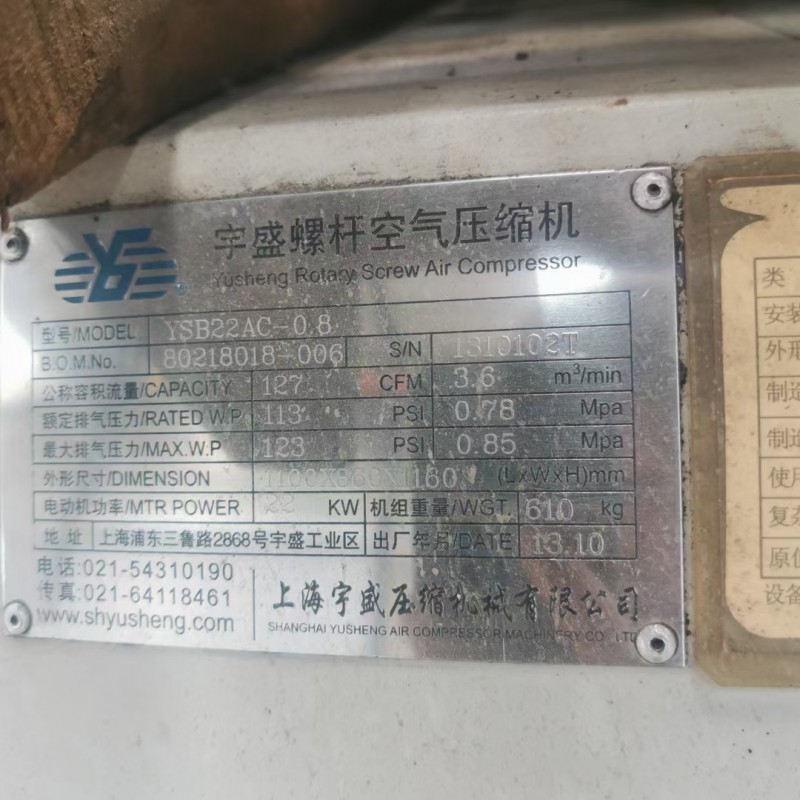 宇盛螺杆空气压缩机
Yusheng Rotary Screw Air Compressor
型号/MODEL YSB22AC-0.8
B.O.M.No. 80218018-006 S/N 1310102T
公称容积流量/CAPACITY 127 CFM 3.6 m³/min
额定排气压力/RATED W.P 113 PSI 0.78 Mpa
最大排气压力/MAX.W.P 123 PSI 0.85 Mpa
外形尺寸/DIMENSION 1100X860X1160 (LxWxH)mm
电动机功率/MTR POWER 22 KW 机组重量/WGT. 610 kg
地址 上海浦东三鲁路2868号宇盛工业区 出厂年月/DATE 13.10
电话:021-54310190
传真:021-64118461
www.shyusheng.com
上海宇盛压缩机械有限公司
SHANGHAI YUSHENG AIR COMPRESSOR MACHINERY CO., LTD
类
安装
外形
制造
制造
使用
复杂
原值
设备